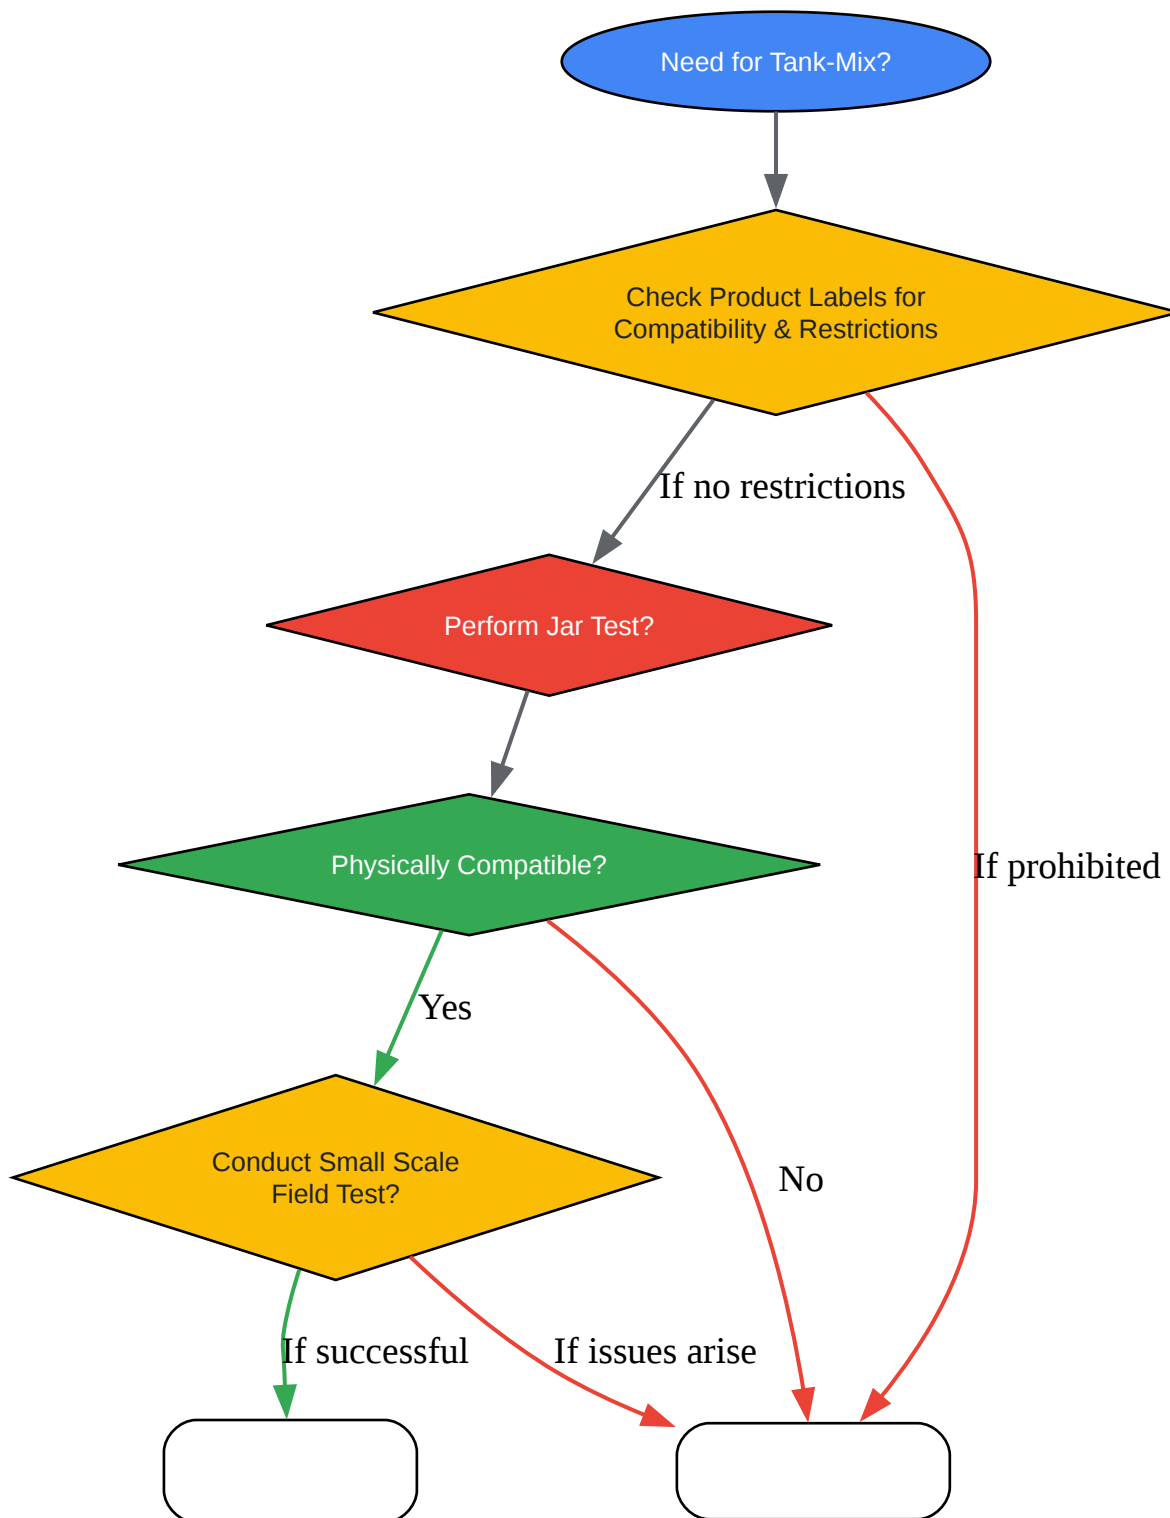 Need for Tank-Mix?
Check Product Labels for
Compatibility & Restrictions
If no restrictions
Perform Jar Test?
Physically Compatible?
If prohibited
Yes
Conduct Small Scale
Field Test?
No
If successful
If issues arise